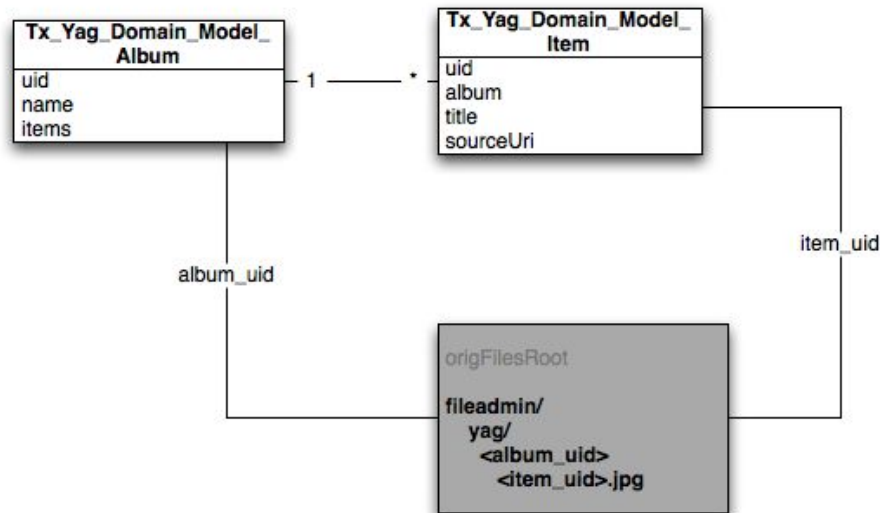 Tx_Yag_Domain_Model_
Album
uid
name
items
1
*
Tx_Yag_Domain_Model_
Item
uid
album
title
sourceUri
album_uid
item_uid
origFilesRoot
fileadmin/
yag/
<album_uid>
<item_uid>.jpg